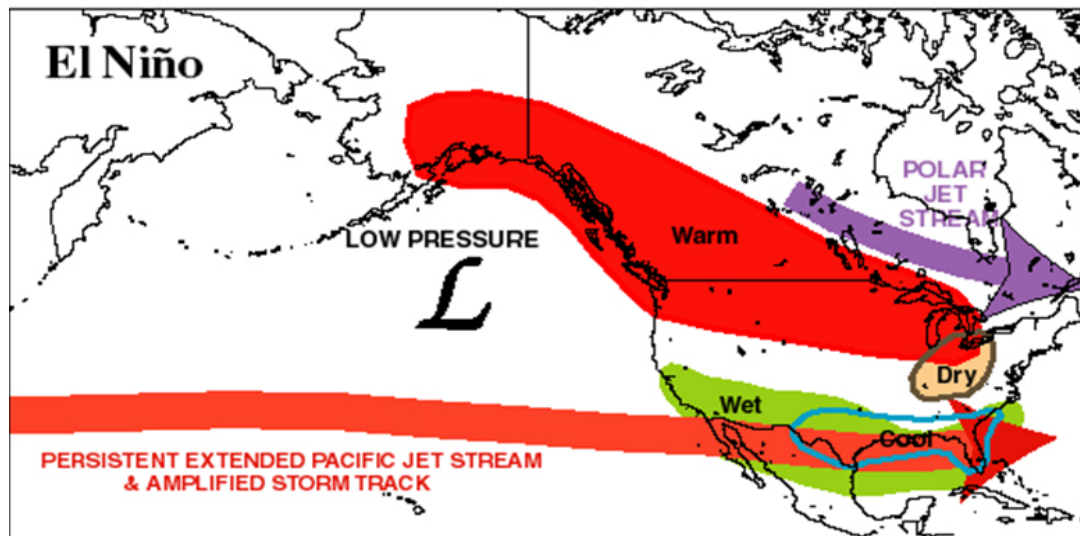 El Niño
POLAR
JET
STREAM
Warm
LOW PRESSURE
L
Dry
Wet
Cool
PERSISTENT EXTENDED PACIFIC JET STREAM
& AMPLIFIED STORM TRACK